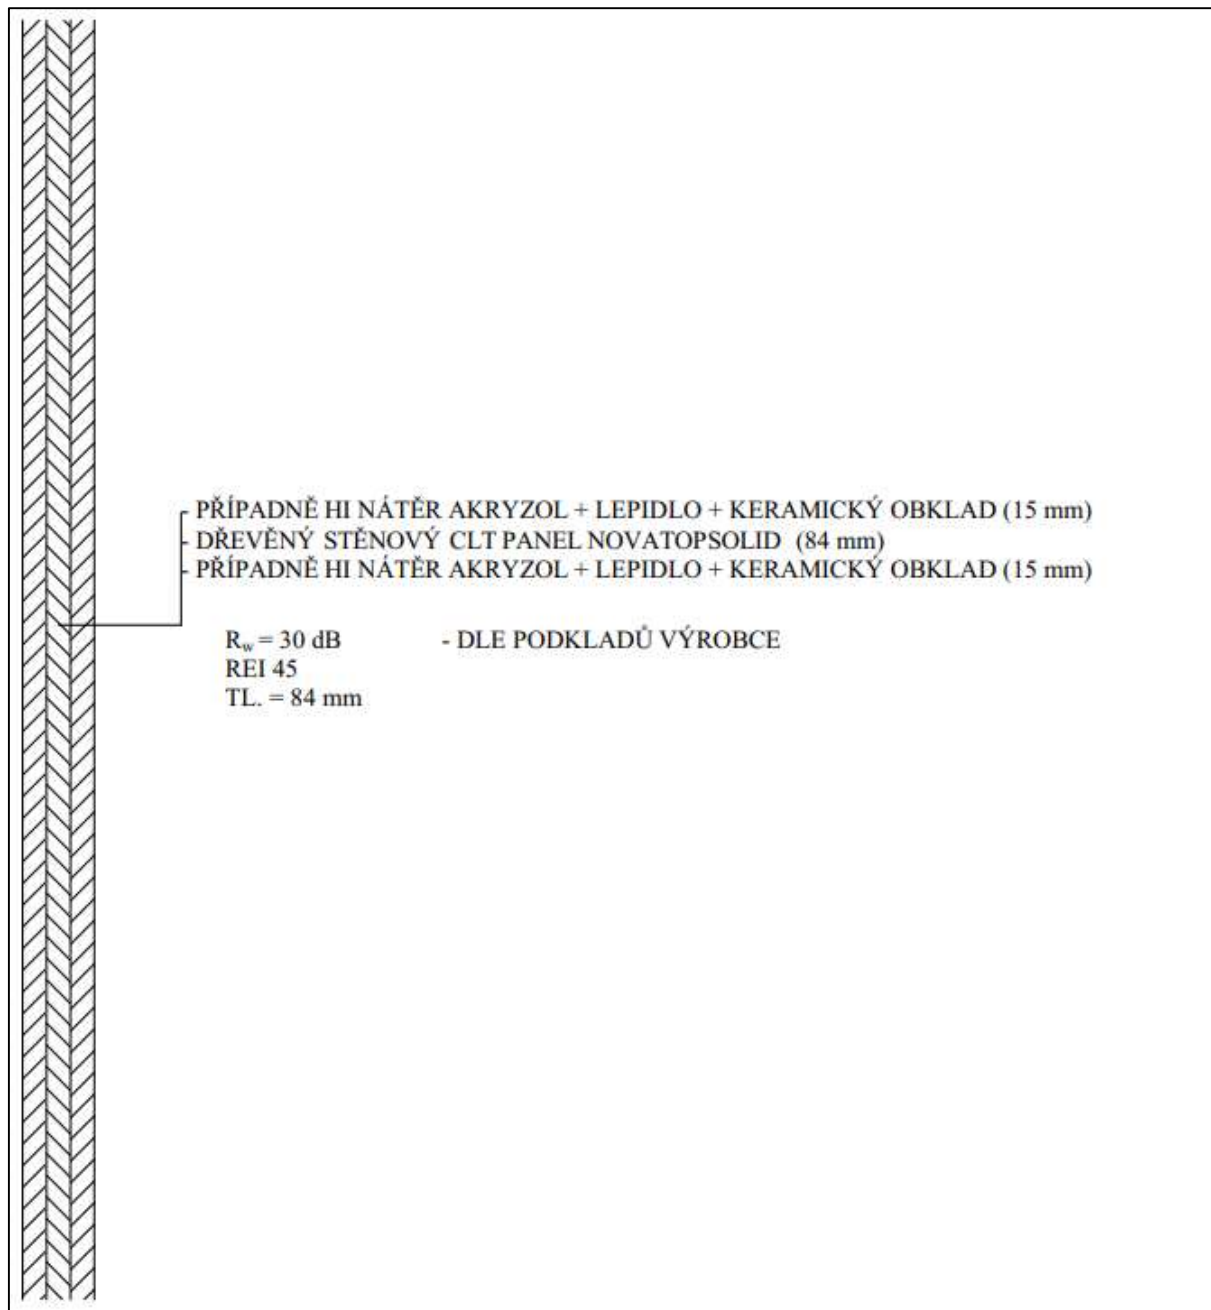 - PŘÍPADNĚ HI NÁTĚR AKRYZOL + LEPIDLO + KERAMICKÝ OBKLAD (15 mm)
- DŘEVĚNÝ STĚNOVÝ CLT PANEL NOVATOPSOLID (84 mm)
- PŘÍPADNĚ HI NÁTĚR AKRYZOL + LEPIDLO + KERAMICKÝ OBKLAD (15 mm)
Rw = 30 dB - DLE PODKLADŮ VÝROBCE
REI 45
TL. = 84 mm